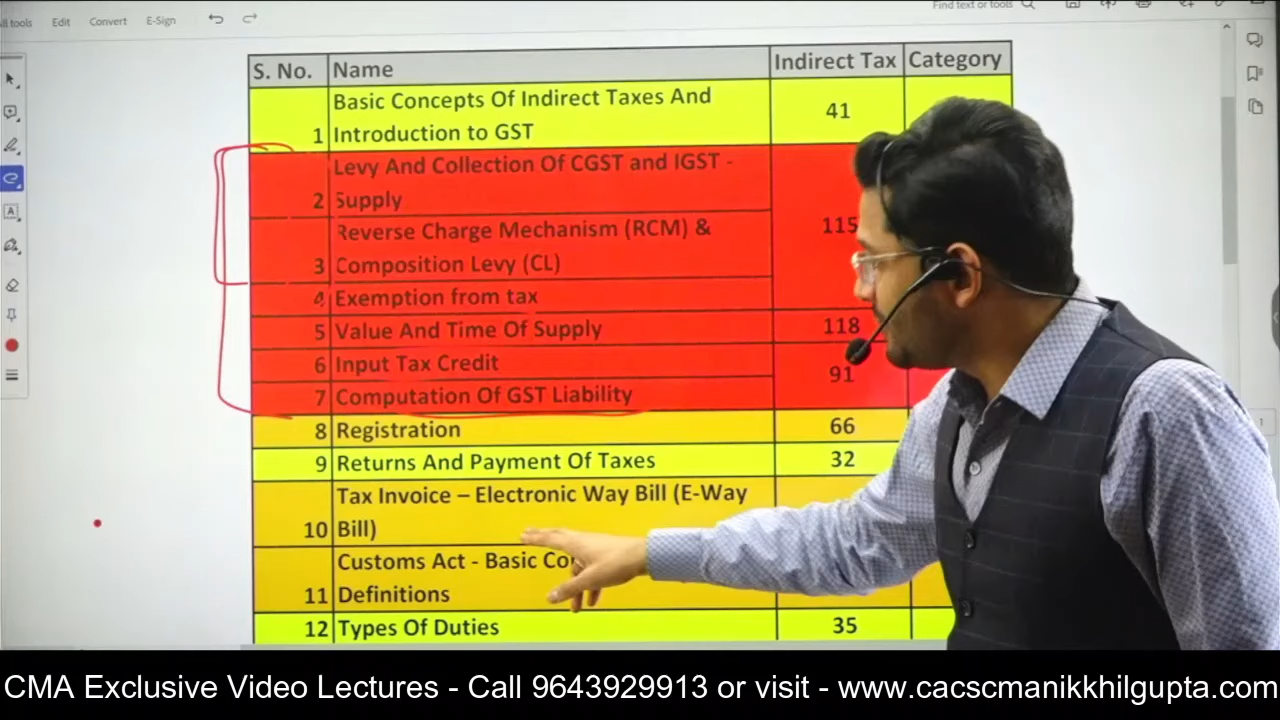 ll tools Edit Convert E-Sign Find text or tools
S. No. Name Indirect Tax Category
Basic Concepts Of Indirect Taxes And
1 Introduction to GST 41
Levy And Collection Of CGST and IGST -
2 Supply
Reverse Charge Mechanism (RCM) & 115
3 Composition Levy (CL)
4 Exemption from tax
5 Value And Time Of Supply 118
6 Input Tax Credit
91
7 Computation Of GST Liability
8 Registration 66
9 Returns And Payment Of Taxes 32
Tax Invoice – Electronic Way Bill (E-Way
10 Bill)
Customs Act - Basic Co
11 Definitions
12 Types Of Duties 35
1
CMA Exclusive Video Lectures - Call 9643929913 or visit - www.cacscmanikkhilgupta.com